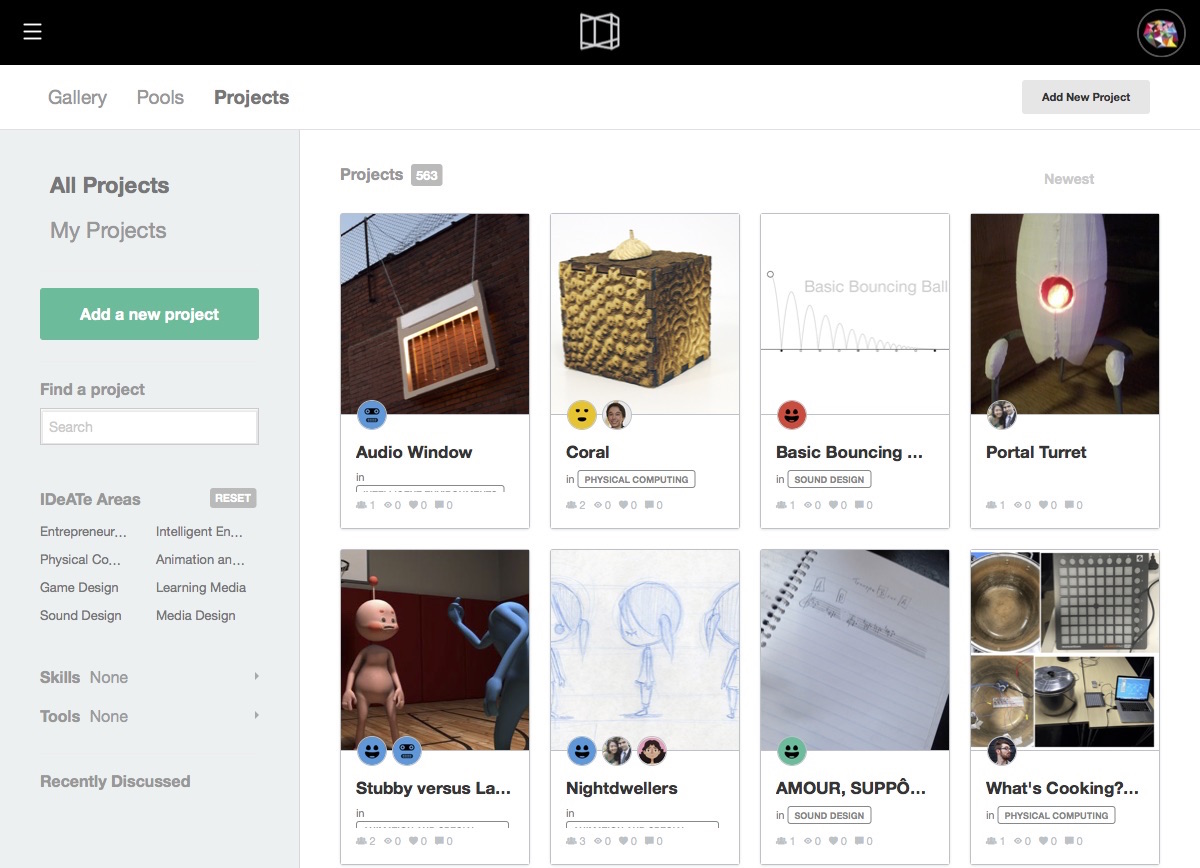 Gallery Pools Projects
Add New Project
All Projects
My Projects
Add a new project
Find a project
Search
IDeATe Areas RESET
Entrepreneur... Intelligent En...
Physical Co... Animation an...
Game Design Learning Media
Sound Design Media Design
Skills None
Tools None
Recently Discussed
Projects 563
Newest
Basic Bouncing Ball
Audio Window
in
1 0 0 0
Coral
in PHYSICAL COMPUTING
2 0 0 0
Basic Bouncing ...
in SOUND DESIGN
1 0 0 0
Portal Turret
1 0 0 0
Stubby versus La...
in
2 0 0 0
Nightdwellers
in
3 0 0 0
AMOUR, SUPPÔ...
in SOUND DESIGN
1 0 0 0
What's Cooking?...
in PHYSICAL COMPUTING
1 0 0 0